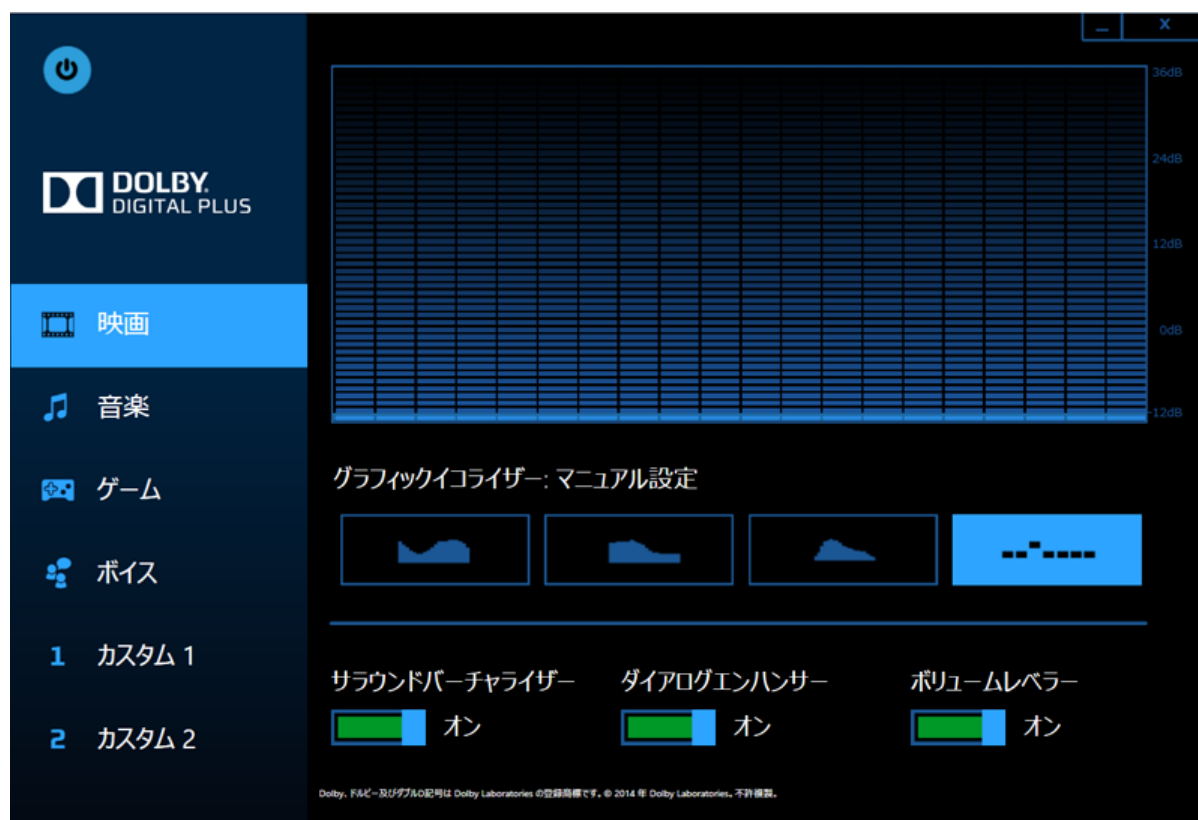 _ X
DOLBY.
DIGITAL PLUS
映画
音楽
ゲーム
ボイス
1 カスタム 1
2 カスタム 2
36dB
24dB
12dB
0dB
-12dB
グラフィックイコライザー: マニュアル設定
サラウンドバーチャライザー
オン
ダイアログエンハンサー
オン
ボリュームレベラー
オン
Dolby、ドルビー及びダブルD記号は Dolby Laboratories の登録商標です。© 2014 年 Dolby Laboratories。不許複製。